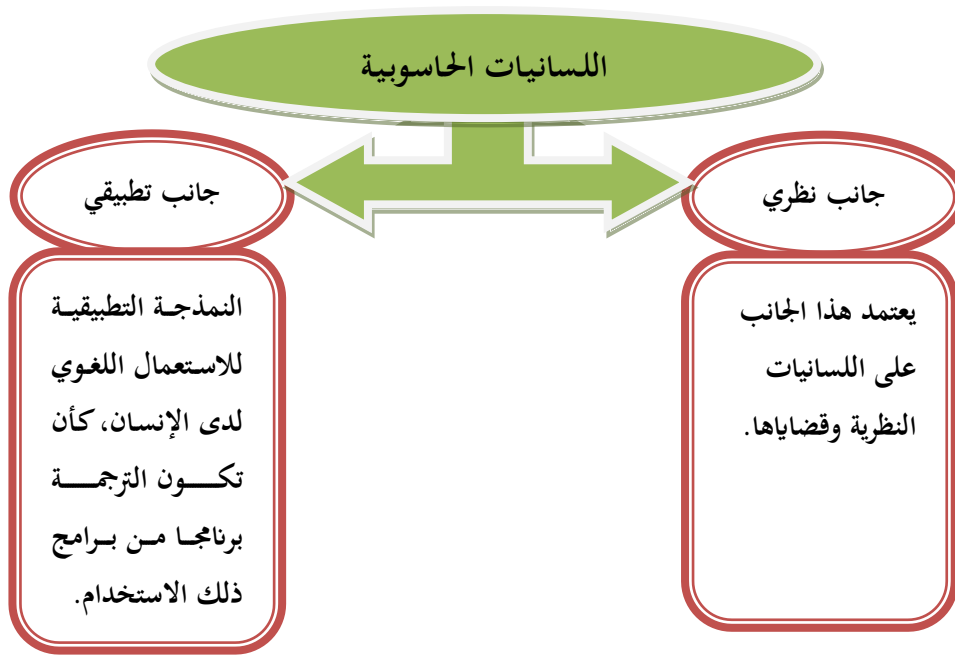 اللسانيات الحاسوبية
جانب نظري
يعتمد هذا الجانب
على اللسانيات
النظرية وقضاياها.
جانب تطبيقي
النمذجة التطبيقية
للاستعمال اللغوي
لدى الإنسان، كأن
تكون الترجمة
برنامجا من برامج
ذلك الاستخدام.